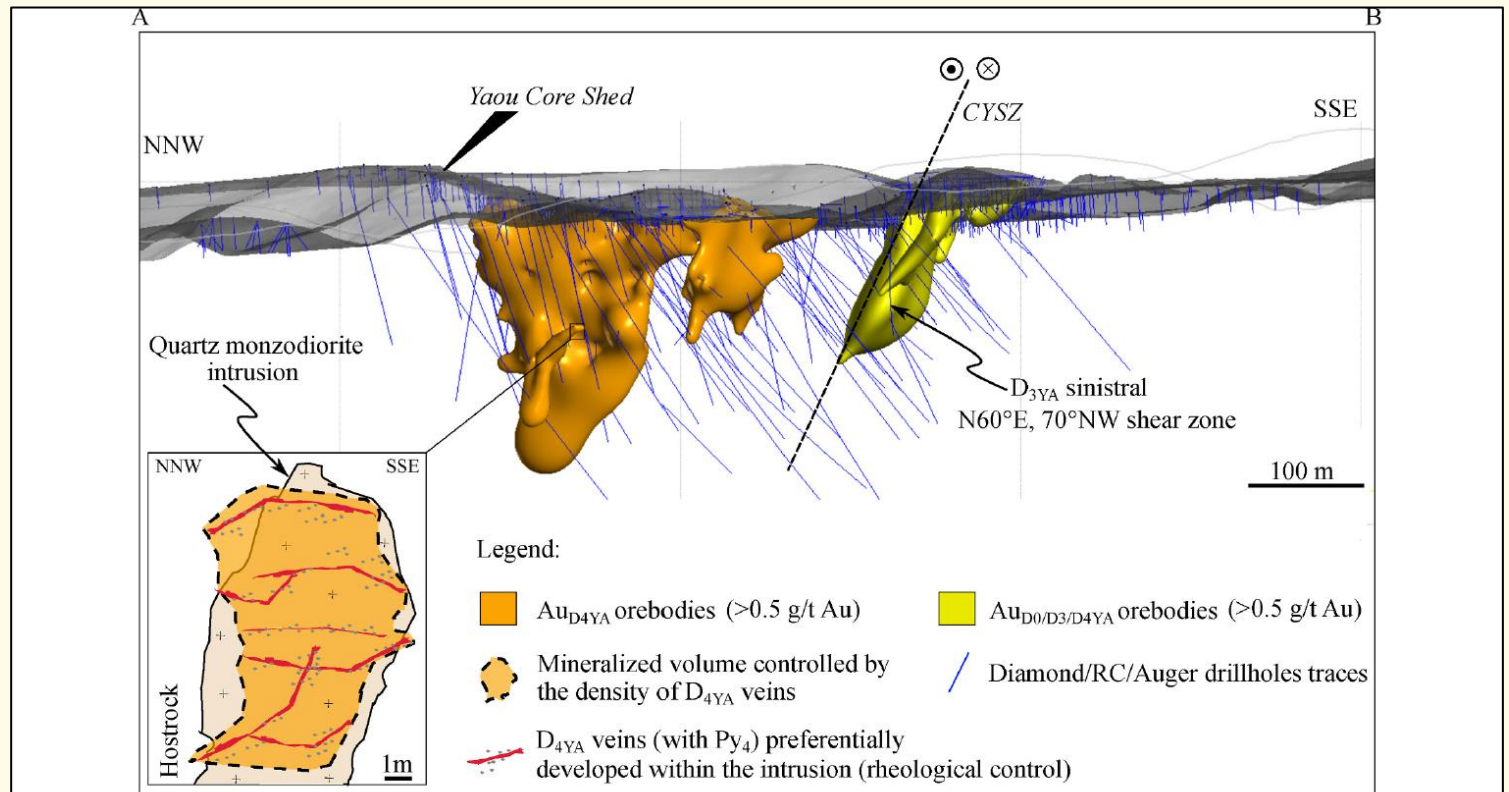 A B
Yaou Core Shed
CYSZ
NNW
SSE
Quartz monzodiorite
intrusion
D3YA sinistral
N60°E, 70°NW shear zone
100 m
NNW SSE
Hostrock
1m
Legend:
AuD4YA orebodies (>0.5 g/t Au)
AuD0/D3/D4YA orebodies (>0.5 g/t Au)
Mineralized volume controlled by
the density of D4YA veins
Diamond/RC/Auger drillholes traces
D4YA veins (with Py4) preferentially
developed within the intrusion (rheological control)